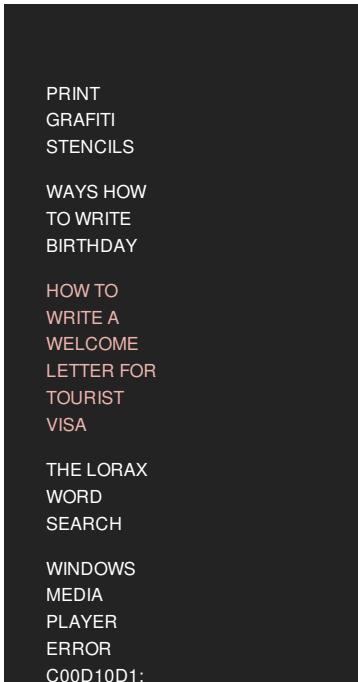 PRINT
GRAFITI
STENCILS
WAYS HOW
TO WRITE
BIRTHDAY
HOW TO
WRITE A
WELCOME
LETTER FOR
TOURIST
VISA
THE LORAX
WORD
SEARCH
WINDOWS
MEDIA
PLAYER
ERROR
C00D10D1: